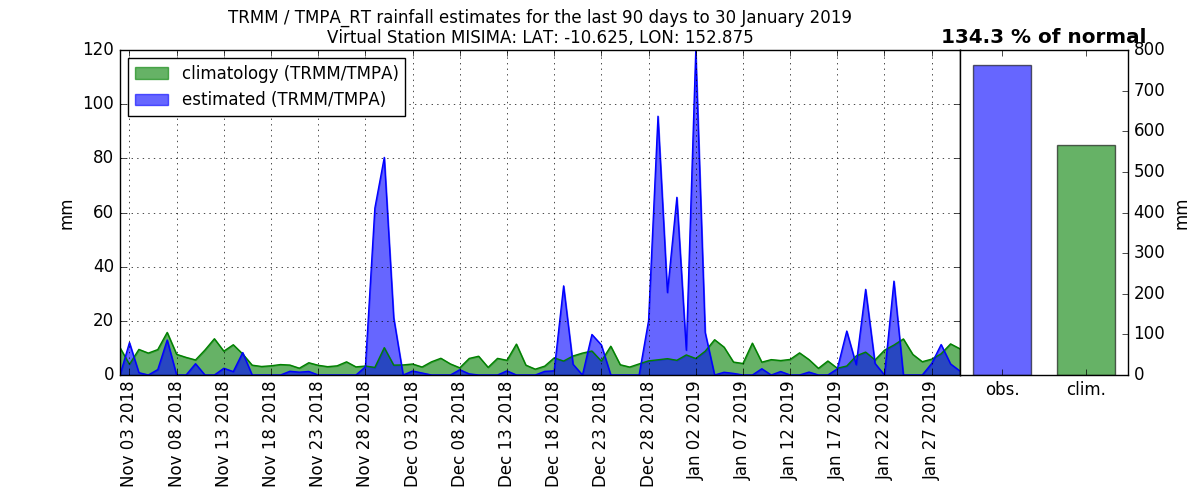 TRMM / TMPA_RT rainfall estimates for the last 90 days to 30 January 2019
Virtual Station MISIMA: LAT: -10.625, LON: 152.875
134.3 % of normal
climatology (TRMM/TMPA)
estimated (TRMM/TMPA)
120
100
80
60
40
20
0
mm
Nov 03 2018
Nov 08 2018
Nov 13 2018
Nov 18 2018
Nov 23 2018
Nov 28 2018
Dec 03 2018
Dec 08 2018
Dec 13 2018
Dec 18 2018
Dec 23 2018
Dec 28 2018
Jan 02 2019
Jan 07 2019
Jan 12 2019
Jan 17 2019
Jan 22 2019
Jan 27 2019
800
700
600
500
400
300
200
100
0
mm
obs.
clim.